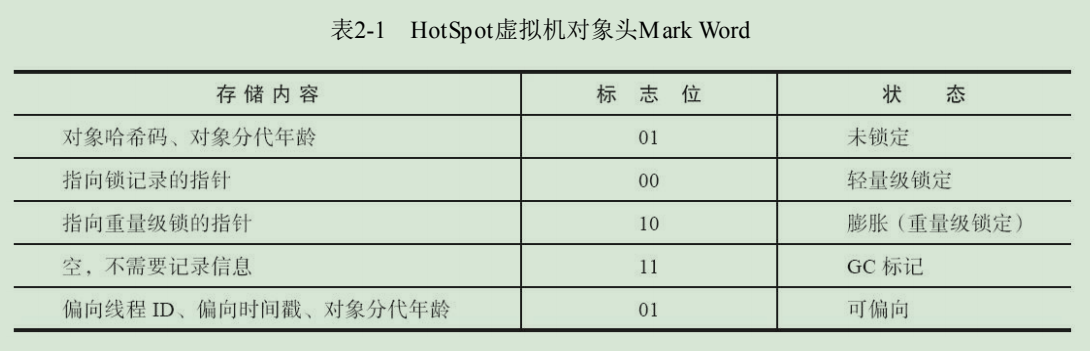 表2-1 HotSpot虚拟机对象头Mark Word
存储内容 标志位 状态
对象哈希码、对象分代年龄 01 未锁定
指向锁记录的指针 00 轻量级锁定
指向重量级锁的指针 10 膨胀（重量级锁定）
空，不需要记录信息 11 GC 标记
偏向线程 ID、偏向时间戳、对象分代年龄 01 可偏向